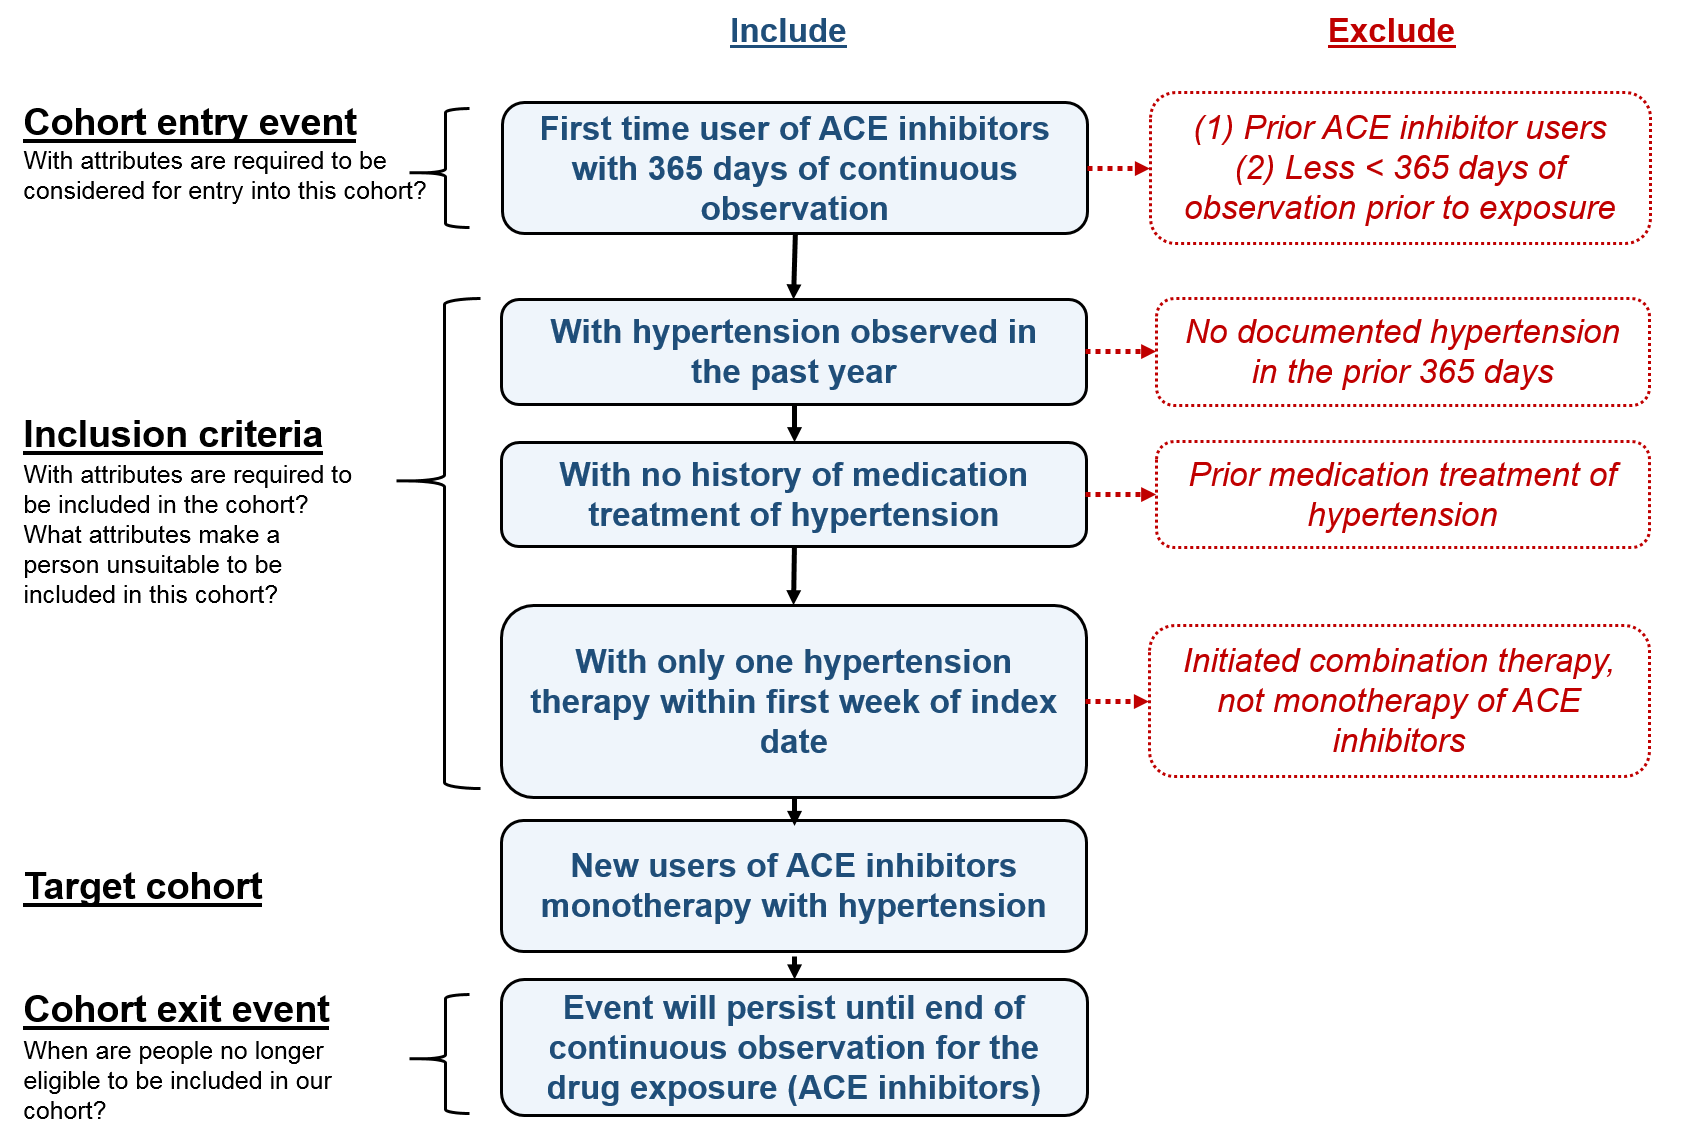 Include
Exclude
Cohort entry event
With attributes are required to be
considered for entry into this cohort?
First time user of ACE inhibitors
with 365 days of continuous
observation
(1) Prior ACE inhibitor users
(2) Less < 365 days of
observation prior to exposure
Inclusion criteria
With attributes are required to
be included in the cohort?
What attributes make a
person unsuitable to be
included in this cohort?
With hypertension observed in
the past year
No documented hypertension
in the prior 365 days
With no history of medication
treatment of hypertension
Prior medication treatment of
hypertension
With only one hypertension
therapy within first week of index
date
Initiated combination therapy,
not monotherapy of ACE
inhibitors
Target cohort
New users of ACE inhibitors
monotherapy with hypertension
Cohort exit event
When are people no longer
eligible to be included in our
cohort?
Event will persist until end of
continuous observation for the
drug exposure (ACE inhibitors)